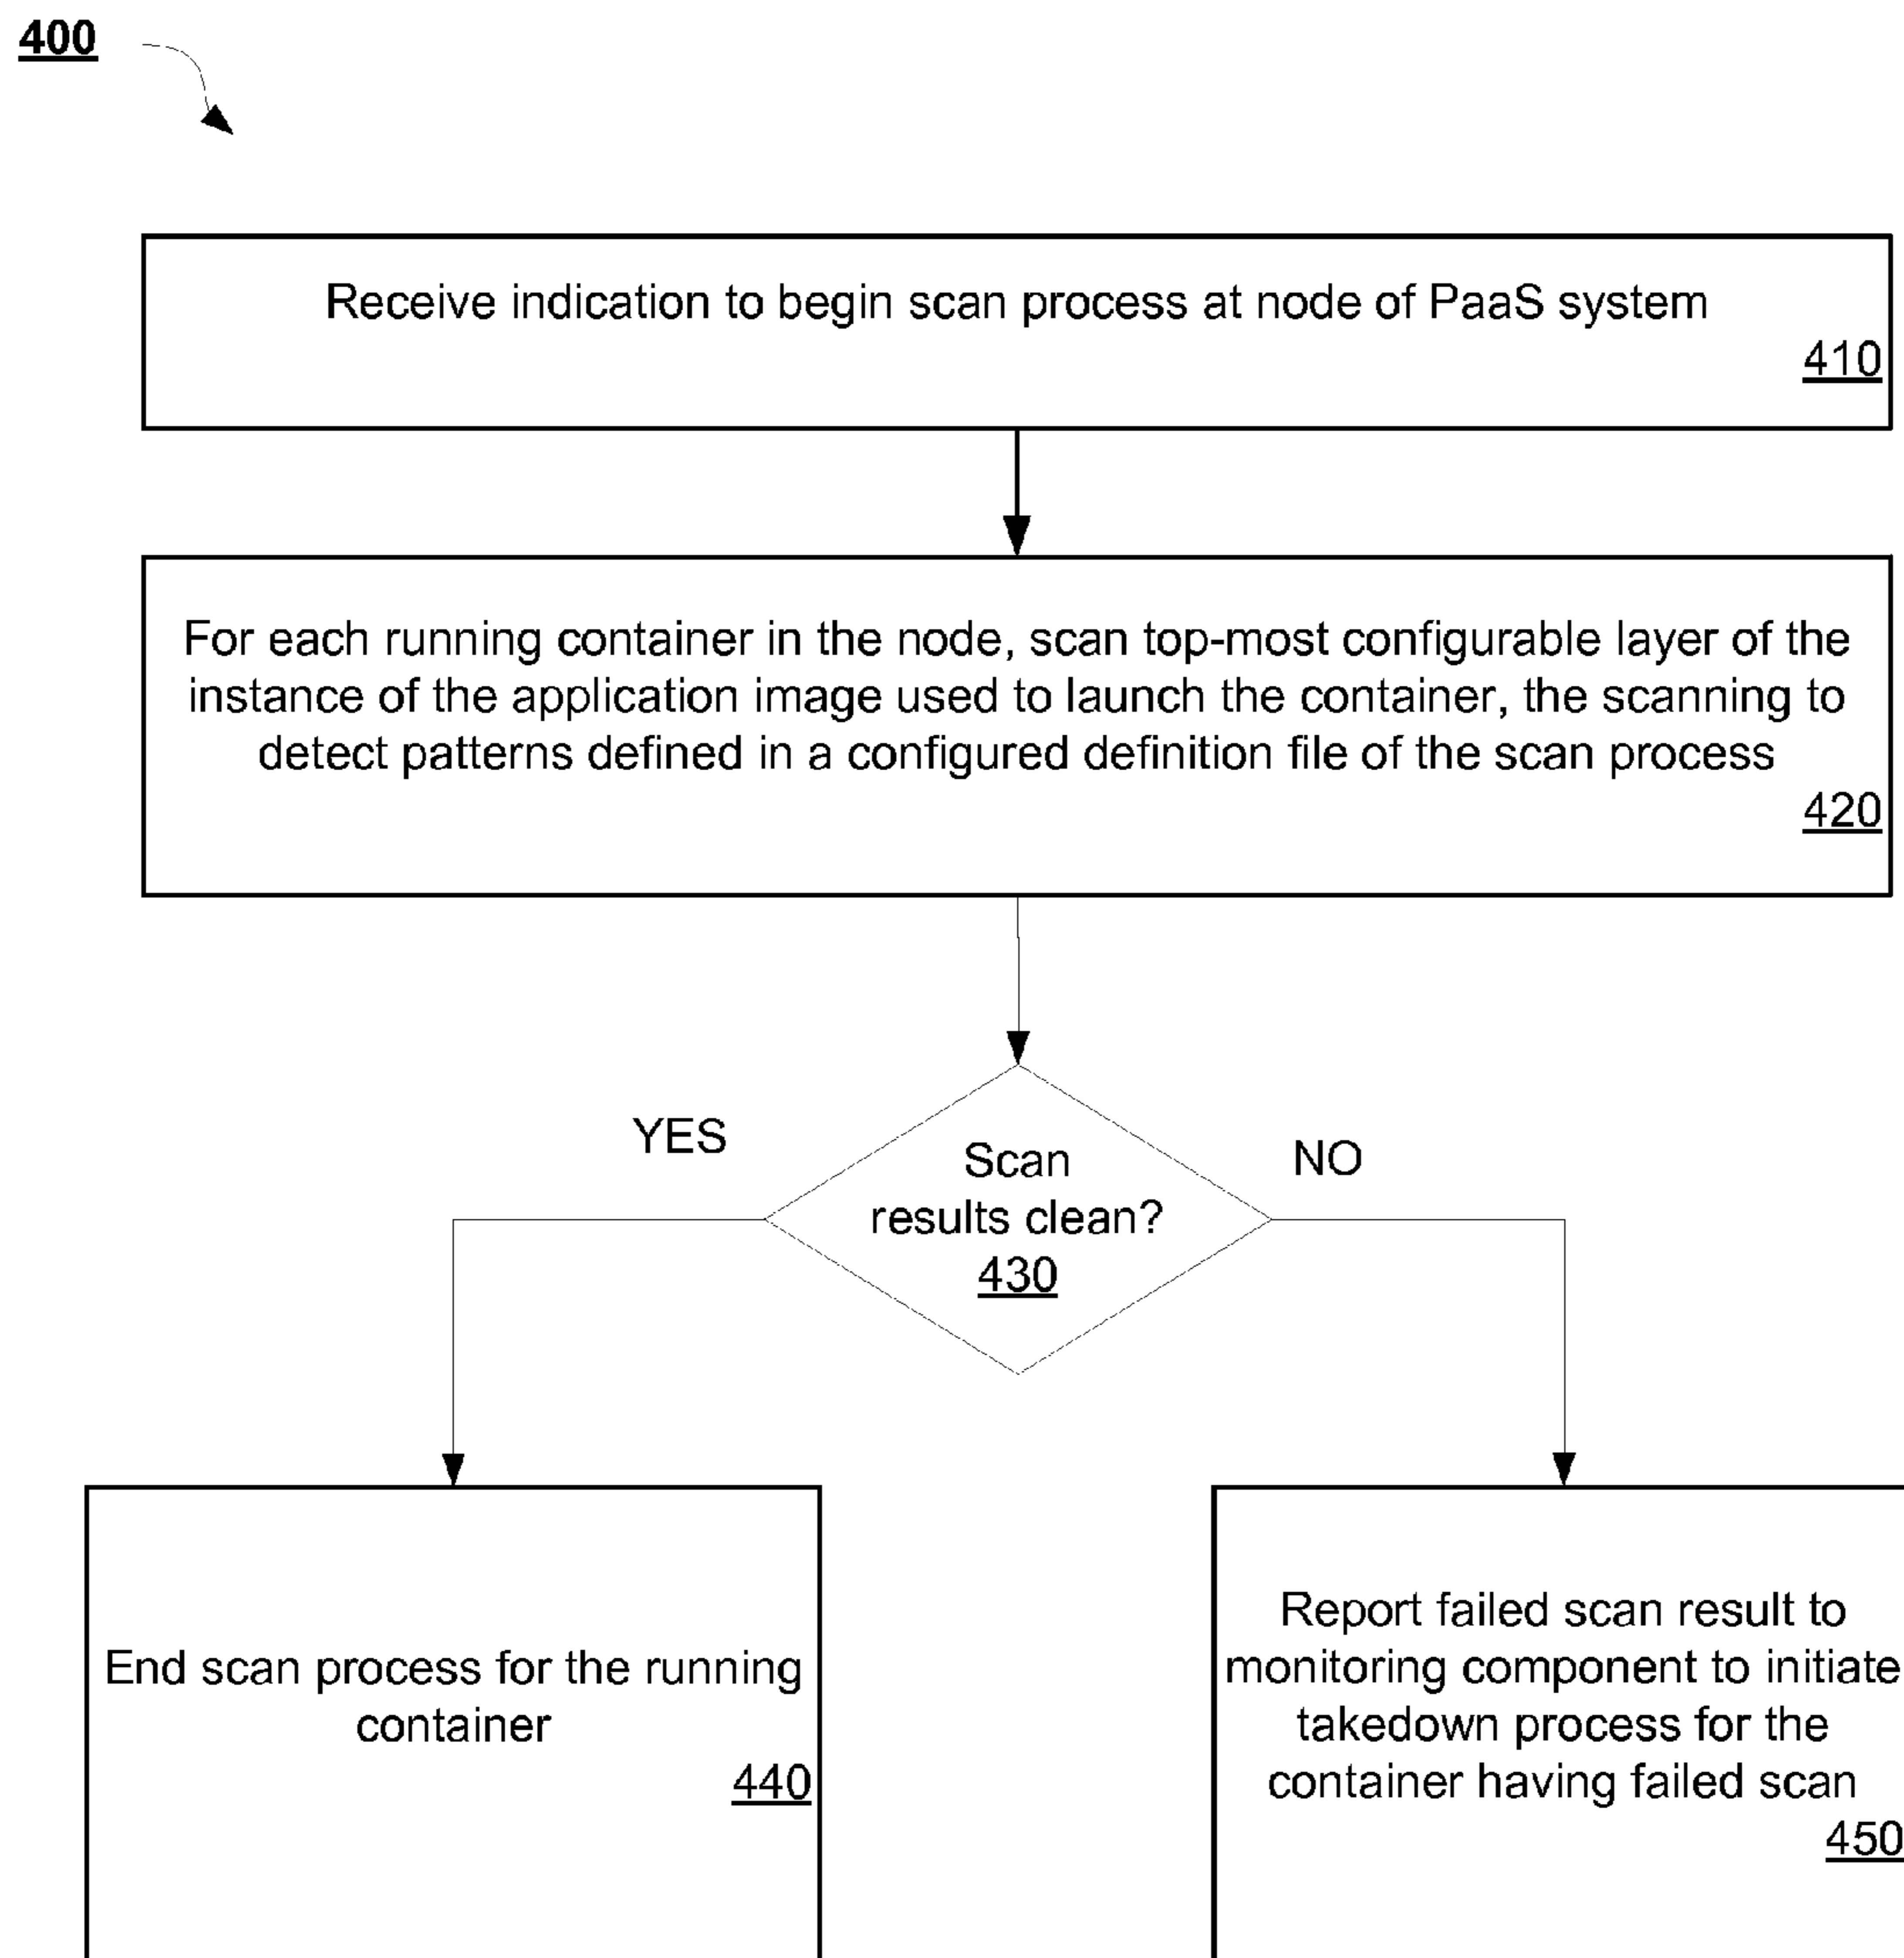 400
Receive indication to begin scan process at node of PaaS system
410
For each running container in the node, scan top-most configurable layer of the
instance of the application image used to launch the container, the scanning to
detect patterns defined in a configured definition file of the scan process
420
YES
NO
Scan
results clean?
430
End scan process for the running
container
440
Report failed scan result to
monitoring component to initiate
takedown process for the
container having failed scan
450